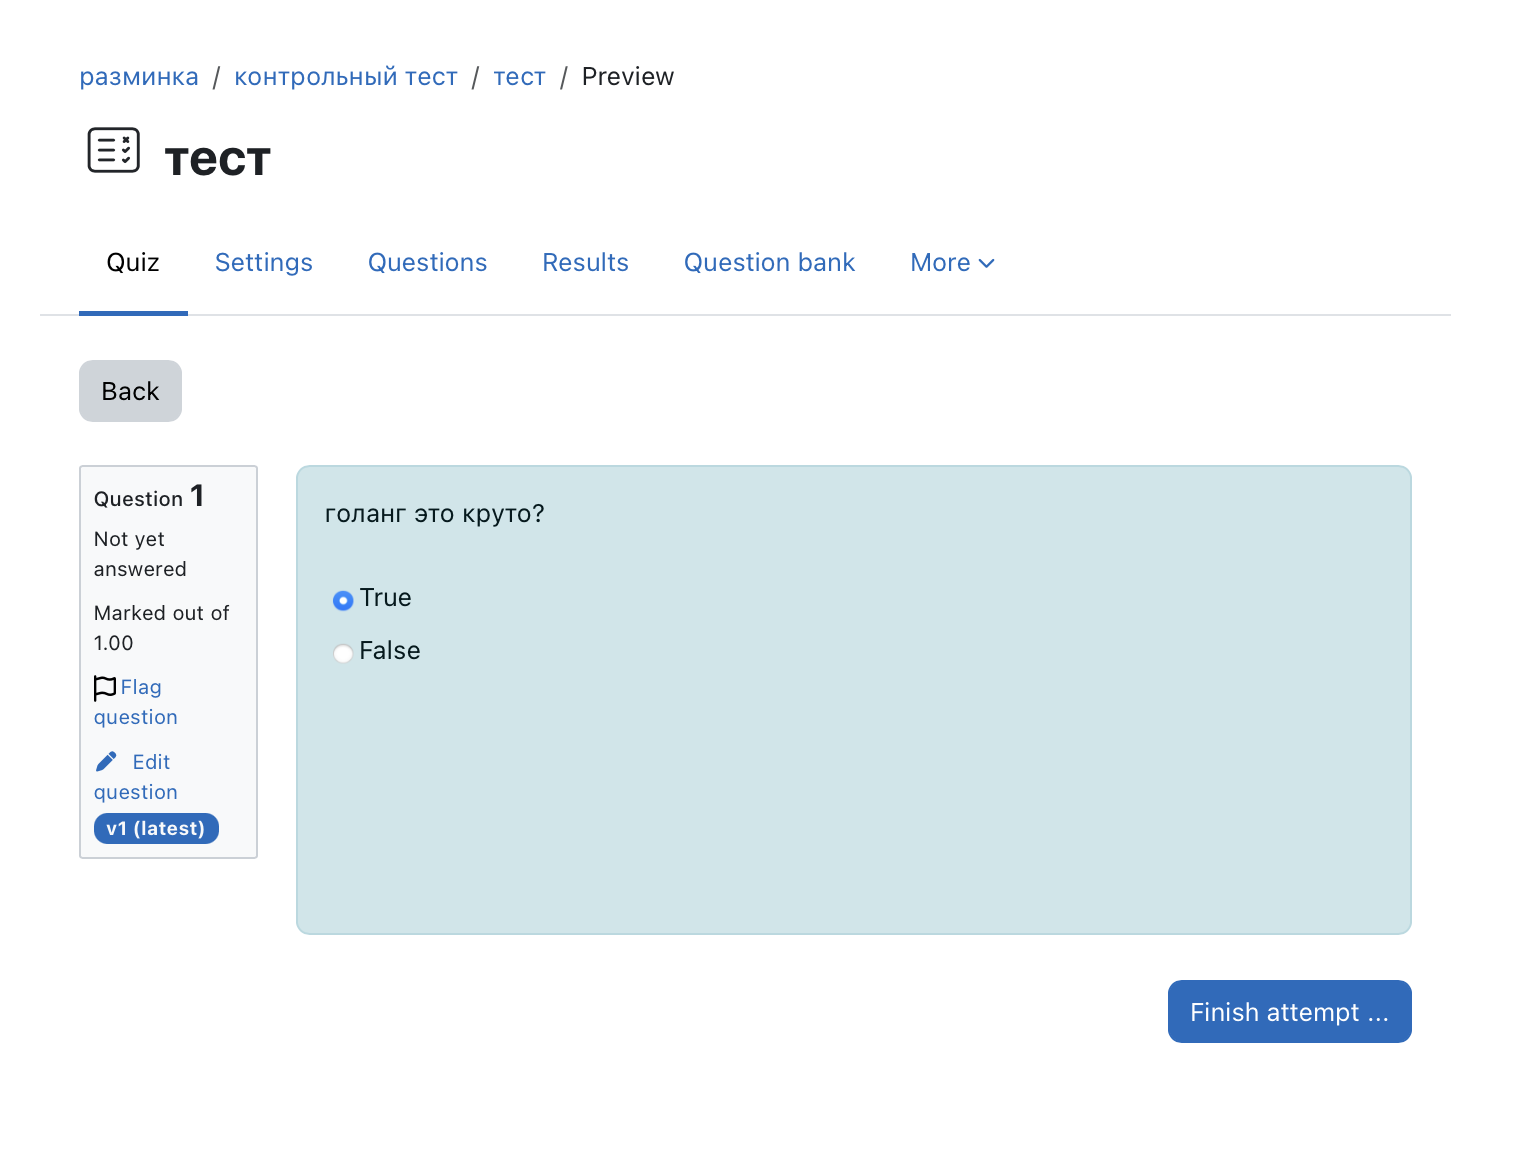 разминка / контрольный тест / тест / Preview
тест
Quiz Settings Questions Results Question bank More
Back
Question 1
Not yet
answered
Marked out of
1.00
Flag
question
Edit
question
v1 (latest)
голанг это круто?
True
False
Finish attempt ...